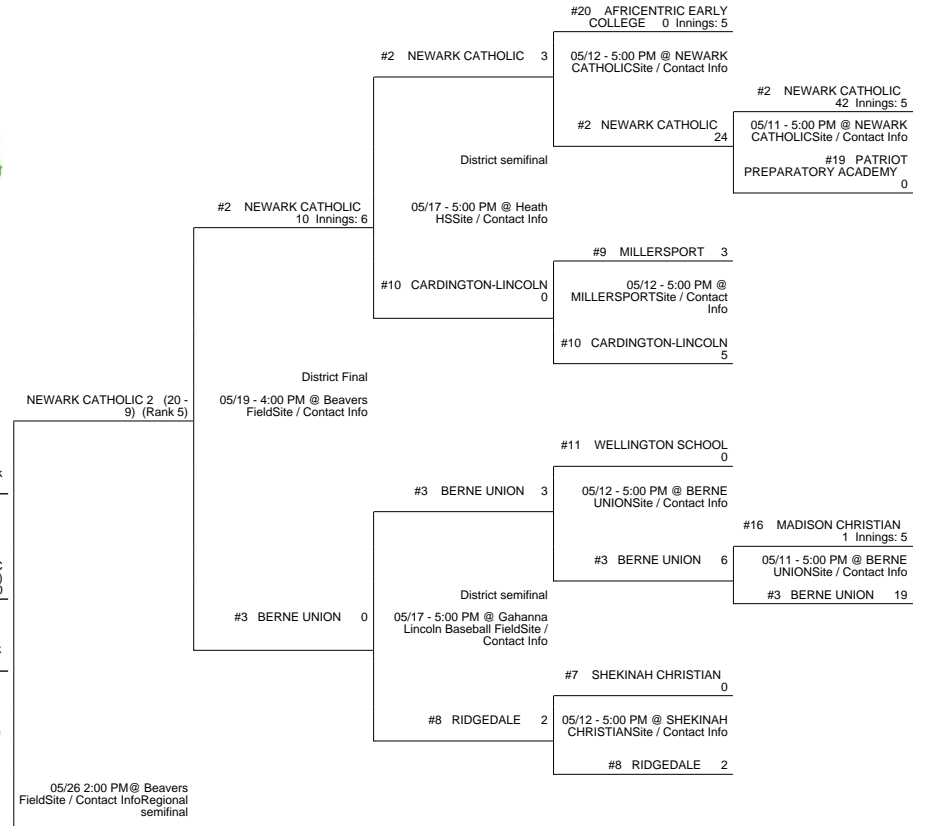 #20 AFRICENTRIC EARLY
COLLEGE 0 Innings: 5
#2 NEWARK CATHOLIC 3
05/12 - 5:00 PM @ NEWARK
CATHOLICSite / Contact Info
#2 NEWARK CATHOLIC
42 Innings: 5
#2 NEWARK CATHOLIC
24
05/11 - 5:00 PM @ NEWARK
CATHOLICSite / Contact Info
District semifinal
#19 PATRIOT
PREPARATORY ACADEMY
0
#2 NEWARK CATHOLIC
10 Innings: 6
05/17 - 5:00 PM @ Heath
HSSite / Contact Info
#9 MILLERSPORT 3
#10 CARDINGTON-LINCOLN
0
05/12 - 5:00 PM @
MILLERSPORTSite / Contact
Info
#10 CARDINGTON-LINCOLN
5
District Final
NEWARK CATHOLIC 2 (20 -
9) (Rank 5)
05/19 - 4:00 PM @ Beavers
FieldSite / Contact Info
#11 WELLINGTON SCHOOL
0
#3 BERNE UNION 3
05/12 - 5:00 PM @ BERNE
UNIONSite / Contact Info
#16 MADISON CHRISTIAN
1 Innings: 5
#3 BERNE UNION 6
05/11 - 5:00 PM @ BERNE
UNIONSite / Contact Info
#3 BERNE UNION 19
District semifinal
#3 BERNE UNION 0
05/17 - 5:00 PM @ Gahanna
Lincoln Baseball FieldSite /
Contact Info
#7 SHEKINAH CHRISTIAN
0
#8 RIDGEDALE 2
05/12 - 5:00 PM @ SHEKINAH
CHRISTIANSite / Contact Info
#8 RIDGEDALE 2
05/26 2:00 PM@ Beavers
FieldSite / Contact InfoRegional
semifinal